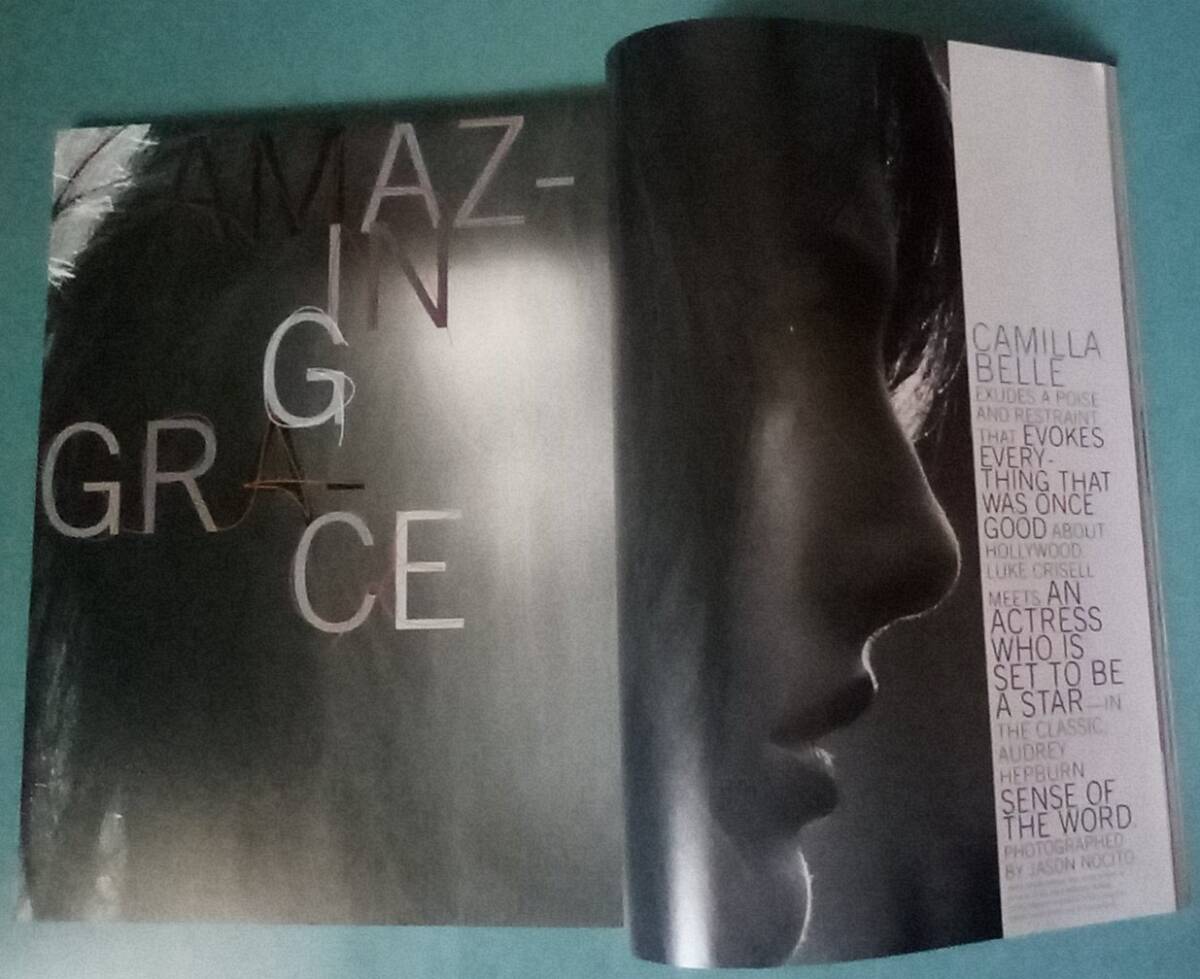 AMAZ-
IN
G
GRA-
CE
CAMILLA
BELLE
EXUDES A POISE
AND RESTRAINT
THAT EVOKES
EVERY-
THING THAT
WAS ONCE
GOOD ABOUT
HOLLYWOOD.
LUKE CRISELL
MEETS AN
ACTRESS
WHO IS
SET TO BE
A STAR—IN
THE CLASSIC,
AUDREY
HEPBURN
SENSE OF
THE WORD.
PHOTOGRAPHED
BY JASON NOCITO